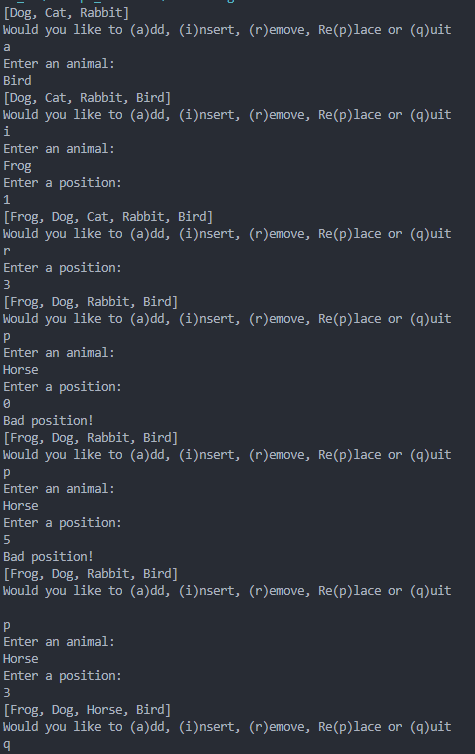 [Dog, Cat, Rabbit]
Would you like to (a)dd, (i)nsert, (r)emove, Re(p)lace or (q)uit
a
Enter an animal:
Bird
[Dog, Cat, Rabbit, Bird]
Would you like to (a)dd, (i)nsert, (r)emove, Re(p)lace or (q)uit
i
Enter an animal:
Frog
Enter a position:
1
[Frog, Dog, Cat, Rabbit, Bird]
Would you like to (a)dd, (i)nsert, (r)emove, Re(p)lace or (q)uit
r
Enter a position:
3
[Frog, Dog, Rabbit, Bird]
Would you like to (a)dd, (i)nsert, (r)emove, Re(p)lace or (q)uit
p
Enter an animal:
Horse
Enter a position:
0
Bad position!
[Frog, Dog, Rabbit, Bird]
Would you like to (a)dd, (i)nsert, (r)emove, Re(p)lace or (q)uit
p
Enter an animal:
Horse
Enter a position:
5
Bad position!
[Frog, Dog, Rabbit, Bird]
Would you like to (a)dd, (i)nsert, (r)emove, Re(p)lace or (q)uit

p
Enter an animal:
Horse
Enter a position:
3
[Frog, Dog, Horse, Bird]
Would you like to (a)dd, (i)nsert, (r)emove, Re(p)lace or (q)uit
q